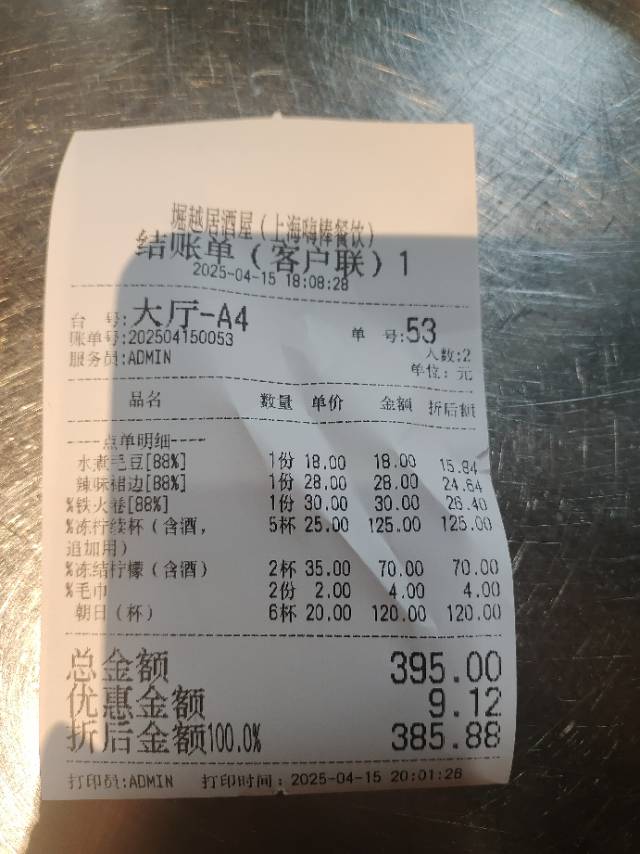 堀越居酒屋（上海嗨棒餐饮）
结账单（客户联）1
2025-04-15 18:08:28
台 号:大厅-A4 单 号:53
账单号:202504150053 人数:2
服务员:ADMIN 单位: 元
品名 数量 单价 金额 折后额
-----点单明细-----
水煮毛豆[88%] 1份 18.00 18.00 15.84
辣味裙边[88%] 1份 28.00 28.00 24.64
%铁火卷[88%] 1份 30.00 30.00 26.40
%冻柠续杯（含酒, 5杯 25.00 125.00 125.00
追加用）
%冻结柠檬（含酒） 2杯 35.00 70.00 70.00
%毛巾 2份 2.00 4.00 4.00
朝日（杯） 6杯 20.00 120.00 120.00
总金额 395.00
优惠金额 9.12
折后金额100.0% 385.88
打印员:ADMIN 打印时间: 2025-04-15 20:01:26